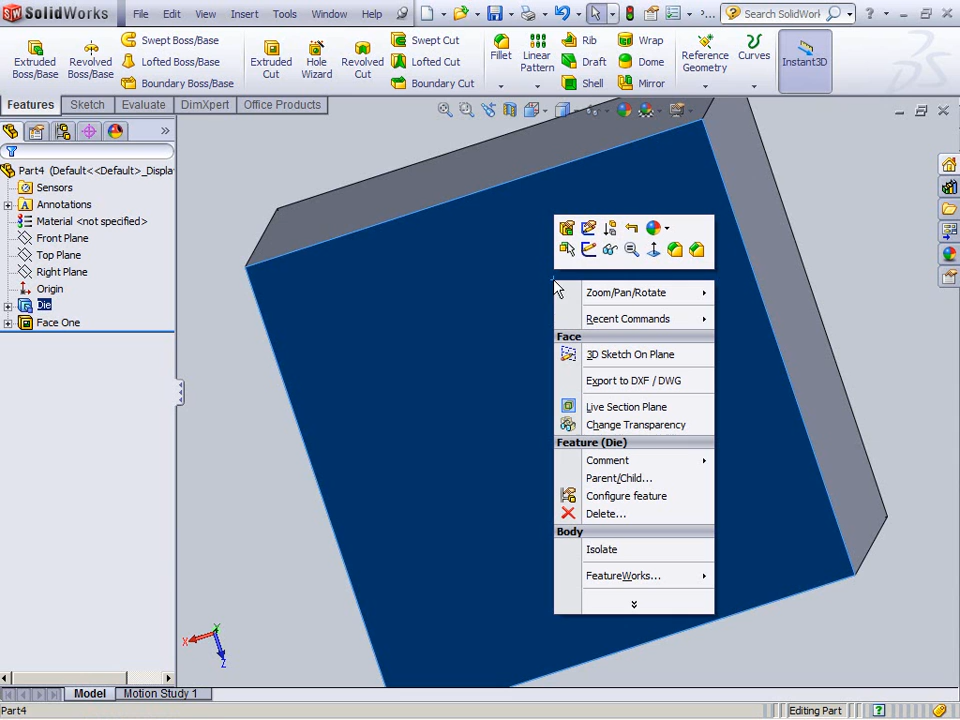 SolidWorks File Edit View Insert Tools Window Help Search SolidWo
Extruded Boss/Base Revolved Boss/Base Swept Boss/Base Lofted Boss/Base Boundary Boss/Base Extruded Cut Hole Wizard Revolved Cut Swept Cut Lofted Cut Boundary Cut Fillet Linear Pattern Rib Draft Shell Wrap Dome Mirror Reference Geometry Curves Instant3D
Features Sketch Evaluate DimXpert Office Products
Part4 (Default<<Default>_Displa
Sensors
Annotations
Material <not specified>
Front Plane
Top Plane
Right Plane
Origin
Die
Face One
Zoom/Pan/Rotate
Recent Commands
Face
3D Sketch On Plane
Export to DXF / DWG
Live Section Plane
Change Transparency
Feature (Die)
Comment
Parent/Child...
Configure feature
Delete...
Body
Isolate
FeatureWorks...
Y
X
Z
Model Motion Study 1
Part4 Editing Part